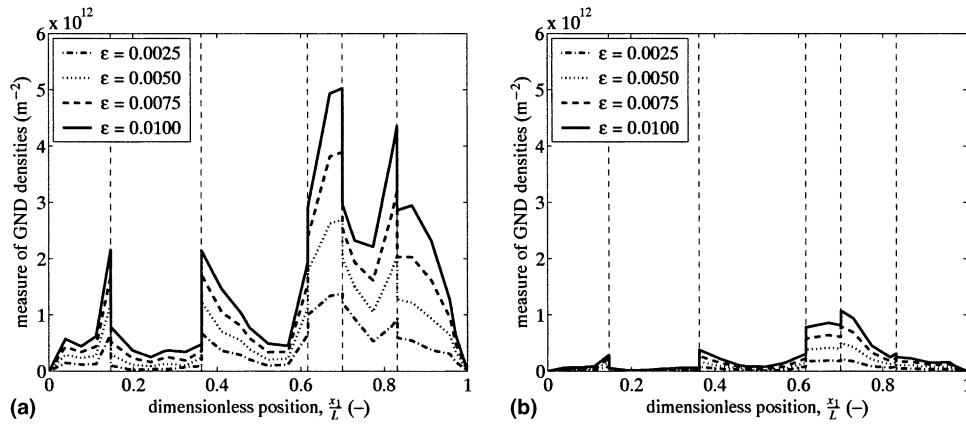 x 10^12
6
5
4
3
2
1
0
measure of GND densities (m⁻²)
ε = 0.0025
ε = 0.0050
ε = 0.0075
ε = 0.0100
0 0.2 0.4 0.6 0.8 1
dimensionless position, x₁/L (–)
(a)
x 10^12
6
5
4
3
2
1
0
measure of GND densities (m⁻²)
ε = 0.0025
ε = 0.0050
ε = 0.0075
ε = 0.0100
0 0.2 0.4 0.6 0.8 1
dimensionless position, x₁/L (–)
(b)